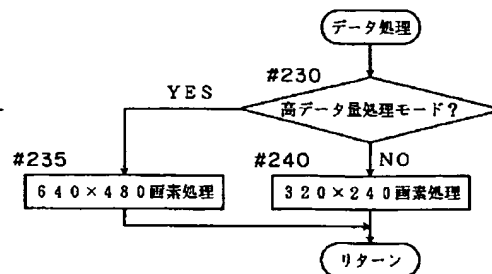 データ処理
#230
YES
高データ量処理モード?
#235
#240
NO
640×480画素処理
320×240画素処理
リターン